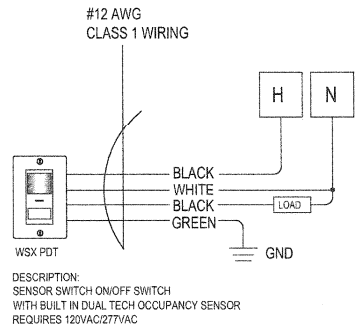 #12 AWG
CLASS 1 WIRING
H N
BLACK
WHITE
BLACK LOAD
GREEN
GND
WSX PDT
DESCRIPTION:
SENSOR SWITCH ON/OFF SWITCH
WITH BUILT IN DUAL TECH OCCUPANCY SENSOR
REQUIRES 120VAC/277VAC